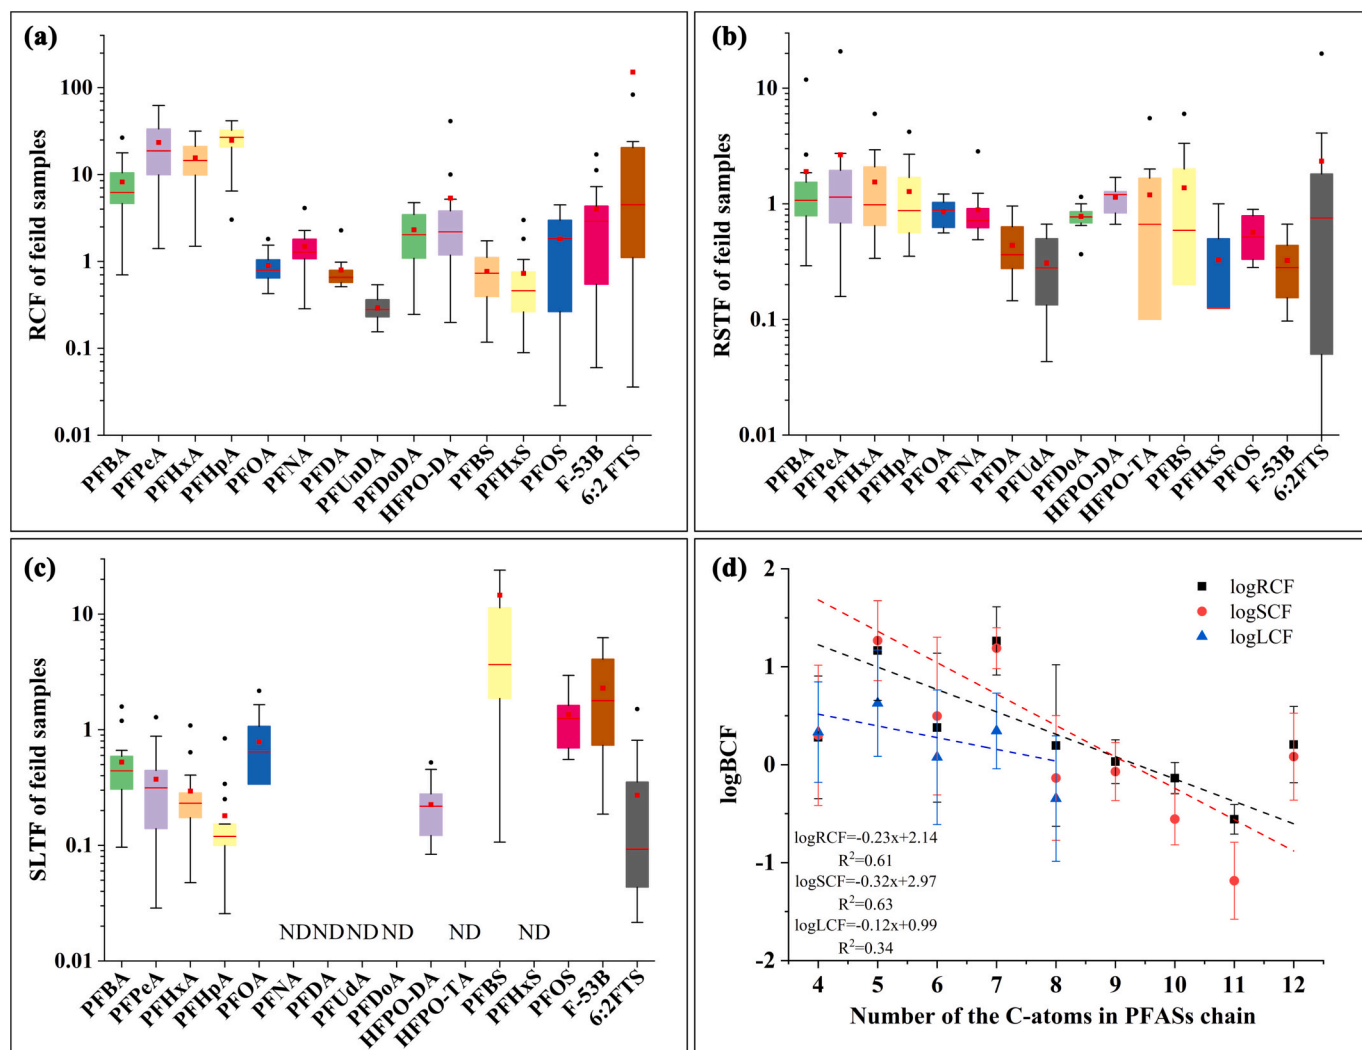 (a)
RCF of feild samples
100
10
1
0.1
0.01
PFBA
PFPeA
PFHxA
PFHpA
PFOA
PFNA
PFDA
PFUnDA
PFDoDA
HFPO-DA
PFBS
PFHxS
PFOS
F-53B
6:2 FTS
(b)
RSTF of feild samples
10
1
0.1
0.01
PFBA
PFPeA
PFHxA
PFHpA
PFOA
PFNA
PFDA
PFUdA
PFDoA
HFPO-DA
HFPO-TA
PFBS
PFHxS
PFOS
F-53B
6:2FTS
(c)
SLTF of feild samples
10
1
0.1
0.01
ND ND ND ND ND ND
PFBA
PFPeA
PFHxA
PFHpA
PFOA
PFNA
PFDA
PFUdA
PFDoA
HFPO-DA
HFPO-TA
PFBS
PFHxS
PFOS
F-53B
6:2FTS
(d)
logBCF
2
1
0
-1
-2
logRCF
logSCF
logLCF
logRCF=-0.23x+2.14
R²=0.61
logSCF=-0.32x+2.97
R²=0.63
logLCF=-0.12x+0.99
R²=0.34
4 5 6 7 8 9 10 11 12
Number of the C-atoms in PFASs chain